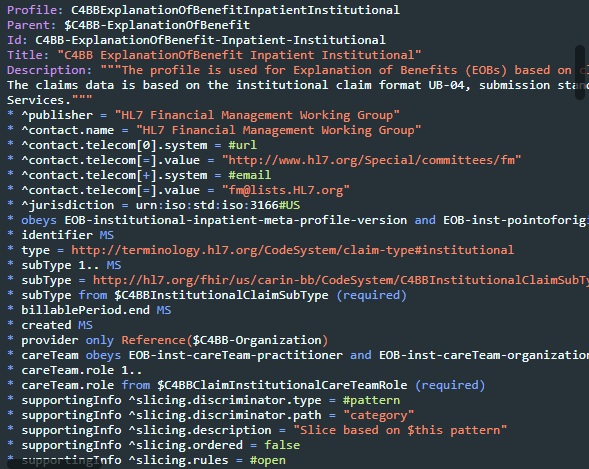 Profile: C4BBExplanationOfBenefitInpatientInstitutional
Parent: $C4BB-ExplanationOfBenefit
Id: C4BB-ExplanationOfBenefit-Inpatient-Institutional
Title: "C4BB ExplanationOfBenefit Inpatient Institutional"
Description: """The profile is used for Explanation of Benefits (EOBs) based on
The claims data is based on the institutional claim format UB-04, submission
Services."""
* ^publisher = "HL7 Financial Management Working Group"
* ^contact.name = "HL7 Financial Management Working Group"
* ^contact.telecom[0].system = #url
* ^contact.telecom[=].value = "http://www.hl7.org/Special/committees/fm"
* ^contact.telecom[+].system = #email
* ^contact.telecom[=].value = "fm@lists.HL7.org"
* ^jurisdiction = urn:iso:std:iso:3166#US
* obeys EOB-institutional-inpatient-meta-profile-version and EOB-inst-pointoforig
* identifier MS
* type = http://terminology.hl7.org/CodeSystem/claim-type#institutional
* subType 1.. MS
* subType = http://hl7.org/fhir/us/carin-bb/CodeSystem/C4BBInstitutionalClaimSubTy
* subType from $C4BBInstitutionalClaimSubType (required)
* billablePeriod.end MS
* created MS
* provider only Reference($C4BB-Organization)
* careTeam obeys EOB-inst-careTeam-practitioner and EOB-inst-careTeam-organization
* careTeam.role 1..
* careTeam.role from $C4BBClaimInstitutionalCareTeamRole (required)
* supportingInfo ^slicing.discriminator.type = #pattern
* supportingInfo ^slicing.discriminator.path = "category"
* supportingInfo ^slicing.description = "Slice based on $this pattern"
* supportingInfo ^slicing.ordered = false
* supportingInfo ^slicing.rules = #open